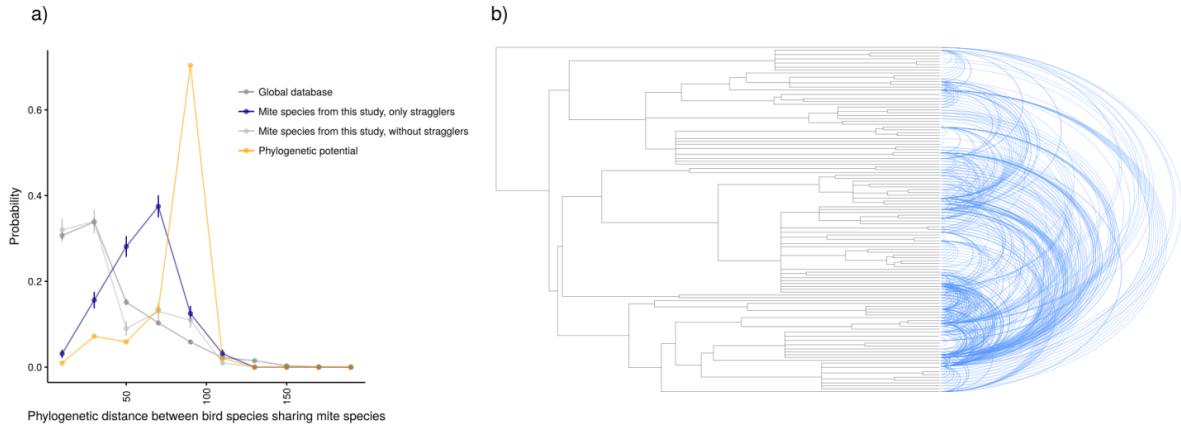 a)
b)
Global database
Mite species from this study, only stragglers
Mite species from this study, without stragglers
Phylogenetic potential
Probability
0.6
0.4
0.2
0.0
50
100
150
Phylogenetic distance between bird species sharing mite species